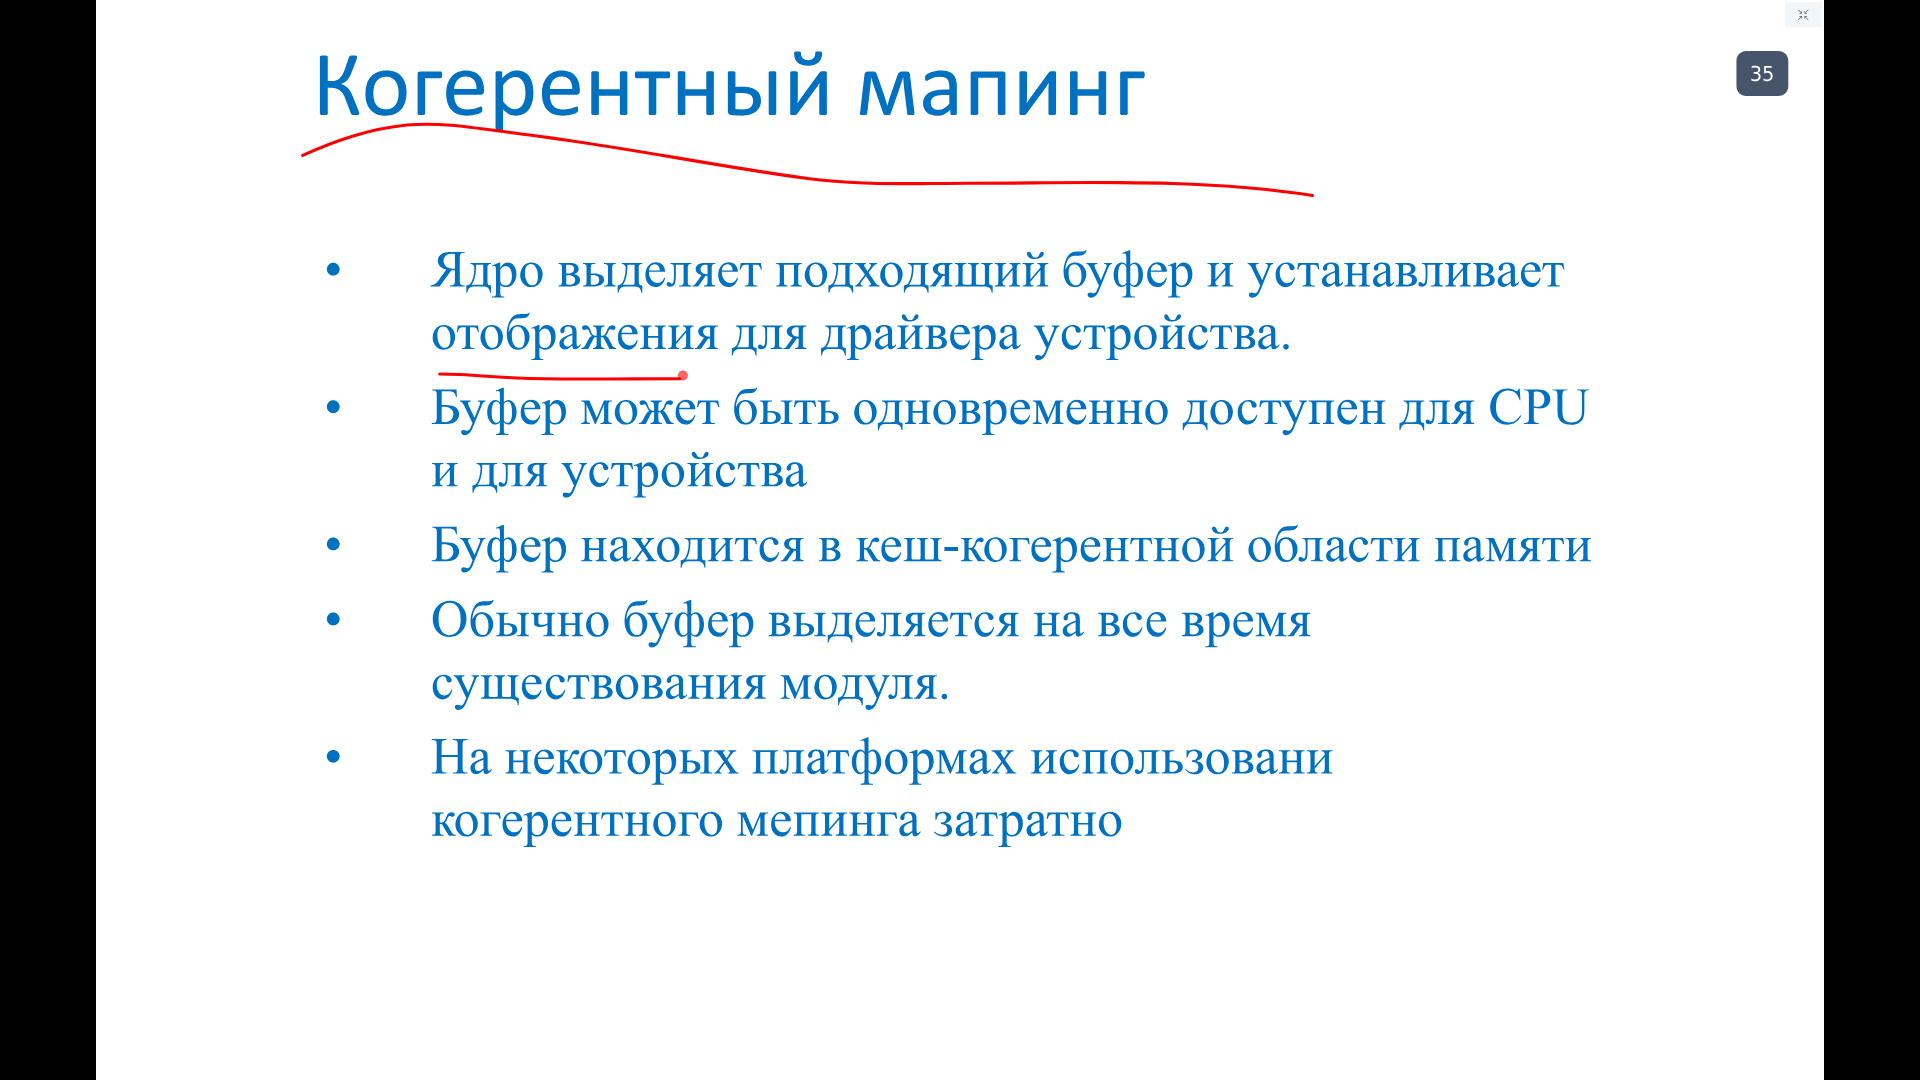 Когерентный мапинг
35
• Ядро выделяет подходящий буфер и устанавливает
отображения для драйвера устройства.
• Буфер может быть одновременно доступен для CPU
и для устройства
• Буфер находится в кеш-когерентной области памяти
• Обычно буфер выделяется на все время
существования модуля.
• На некоторых платформах использовани
когерентного мепинга затратно